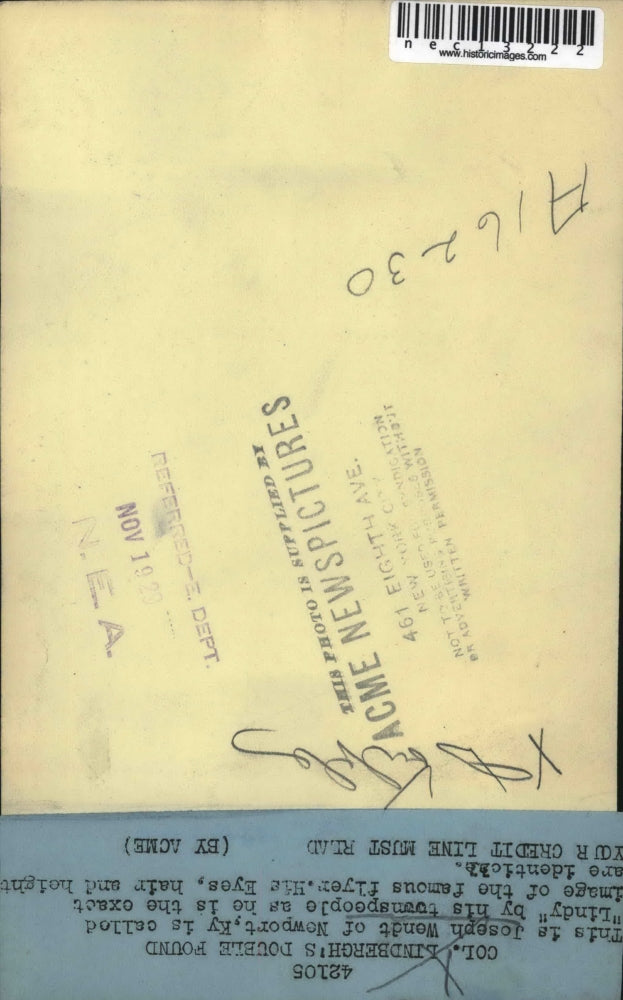 nec13222
www.historicimages.com
A16230
THIS PHOTO IS SUPPLIED BY
ACME NEWSPICTURES
461 EIGHTH AVE.
NEW YORK
NOT TO BE USED WITHOUT
OR ADVERTISING
WRITTEN PERMISSION
REFERRED-E. DEPT.
NOV 19
N. E. A.
42105
COL. LINDBERGH'S DOUBLE FOUND
This is Joseph Wendt of Newport,Ky,t is called
"Lindy" by his townspeople as he is the exact
image of the famous flyer.His Eyes, hair and height
are identical.
YOUR CREDIT LINE MUST READ (BY ACME)